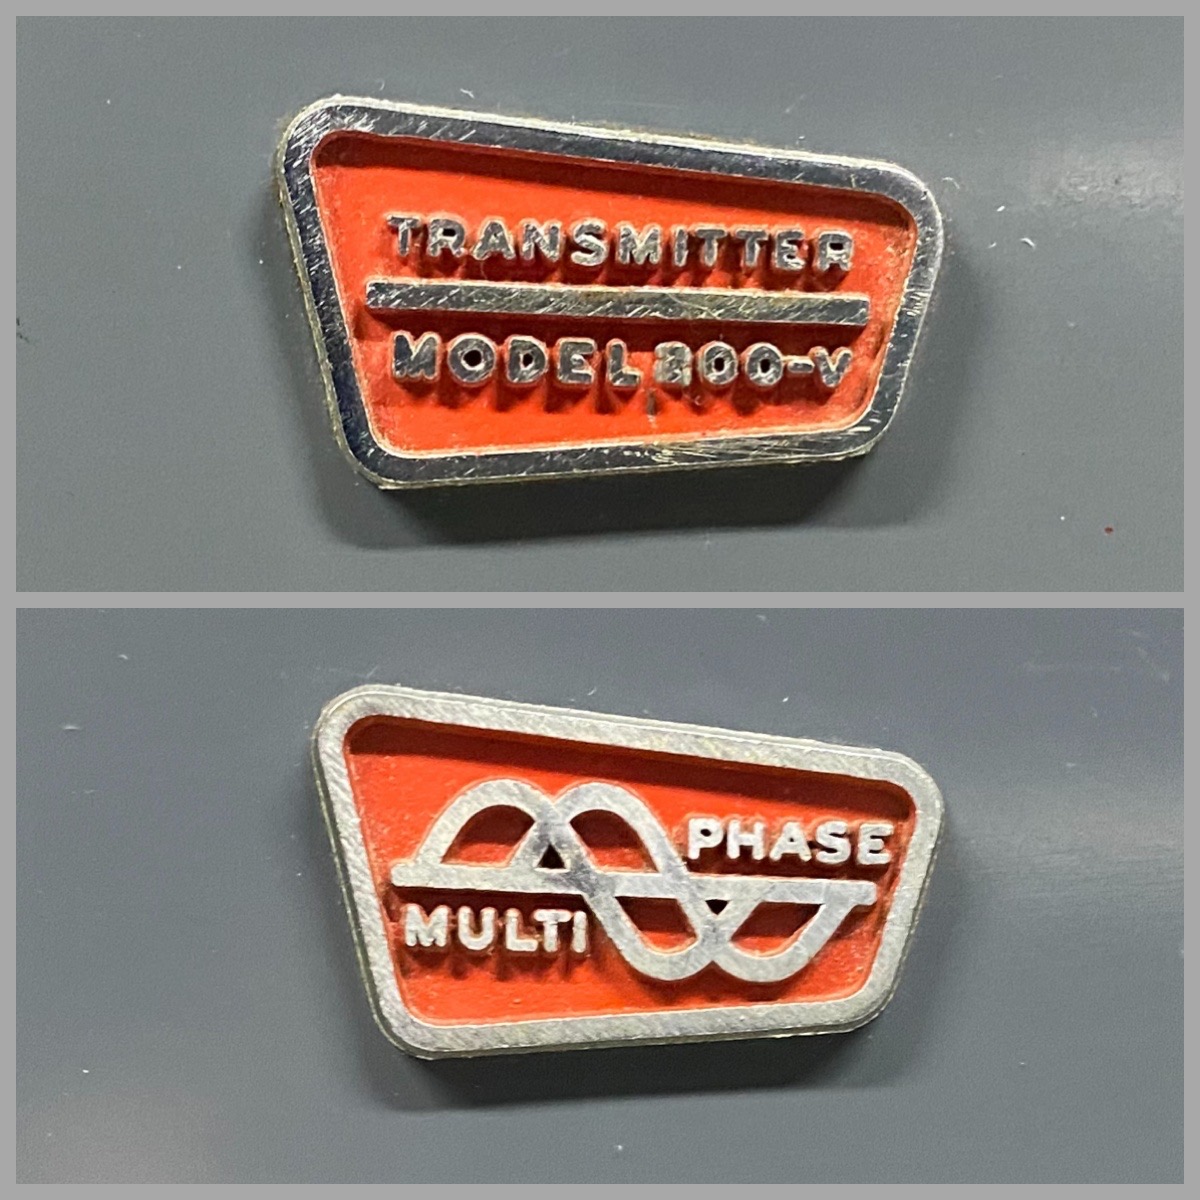 TRANSMITTER
MODEL 200-V
MULTI
PHASE